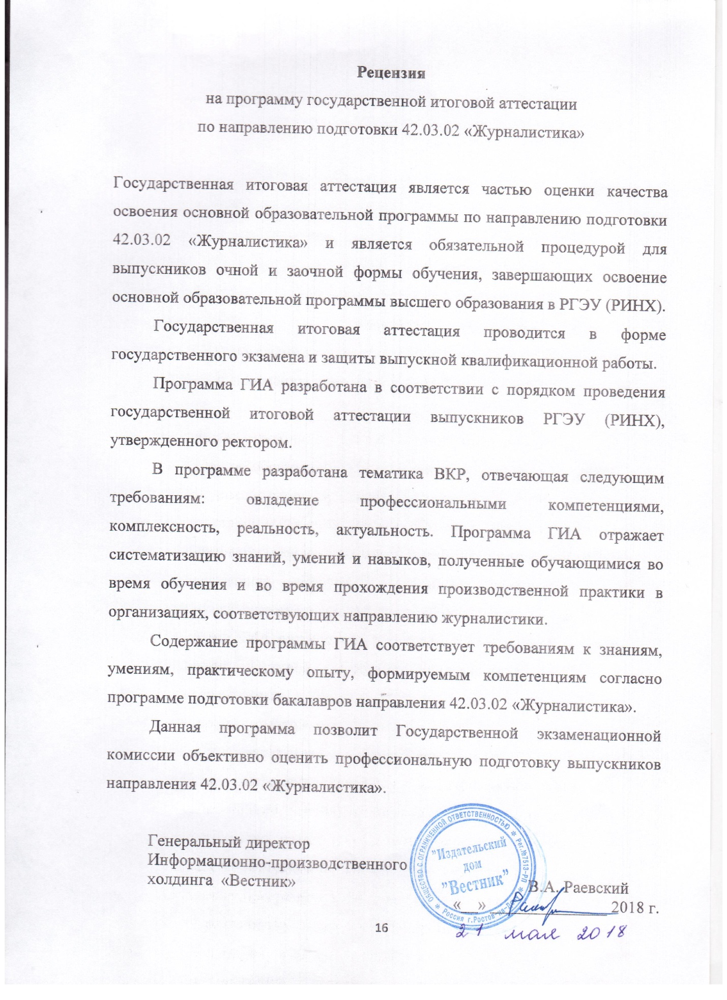 Рецензия
на программу государственной итоговой аттестации
по направлению подготовки 42.03.02 «Журналистика»
Государственная итоговая аттестация является частью оценки качества
освоения основной образовательной программы по направлению подготовки
42.03.02 «Журналистика» и является обязательной процедурой для
выпускников очной и заочной формы обучения, завершающих освоение
основной образовательной программы высшего образования в РГЭУ (РИНХ).
Государственная итоговая аттестация проводится в форме
государственного экзамена и защиты выпускной квалификационной работы.
Программа ГИА разработана в соответствии с порядком проведения
государственной итоговой аттестации выпускников РГЭУ (РИНХ),
утвержденного ректором.
В программе разработана тематика ВКР, отвечающая следующим
требованиям: овладение профессиональными компетенциями,
комплексность, реальность, актуальность. Программа ГИА отражает
систематизацию знаний, умений и навыков, полученные обучающимися во
время обучения и во время прохождения производственной практики в
организациях, соответствующих направлению журналистики.
Содержание программы ГИА соответствует требованиям к знаниям,
умениям, практическому опыту, формируемым компетенциям согласно
программе подготовки бакалавров направления 42.03.02 «Журналистика».
Данная программа позволит Государственной экзаменационной
комиссии объективно оценить профессиональную подготовку выпускников
направления 42.03.02 «Журналистика».
Генеральный директор
Информационно-производственного
холдинга «Вестник»
В.А. Раевский
«__» ______________2018 г.
21 мая 2018
ОБЩЕСТВО С ОГРАНИЧЕННОЙ ОТВЕТСТВЕННОСТЬЮ * Рег.№7513-РП *
Россия г.Ростов-на-Дону *
"Издательский
дом
"Вестник"
16